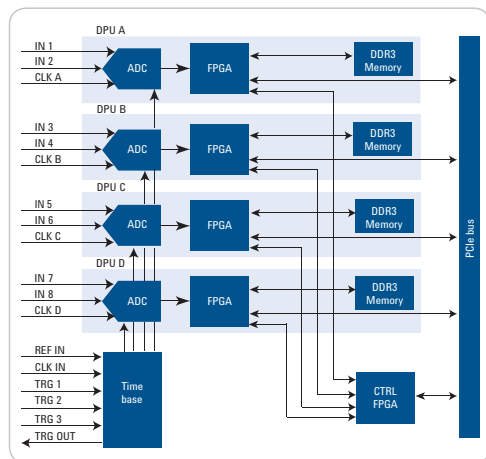 DPU A
IN 1
IN 2
CLK A
ADC
FPGA
DDR3
Memory
DPU B
IN 3
IN 4
CLK B
ADC
FPGA
DDR3
Memory
DPU C
IN 5
IN 6
CLK C
ADC
FPGA
DDR3
Memory
DPU D
IN 7
IN 8
CLK D
ADC
FPGA
DDR3
Memory
PCIe bus
REF IN
CLK IN
TRG 1
TRG 2
TRG 3
TRG OUT
Time
base
CTRL
FPGA